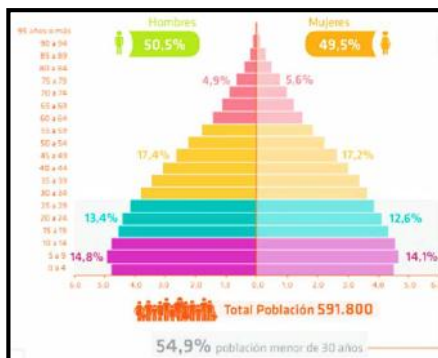 Hombres
Mujeres
95 años o más
90 a 94
85 a 89
80 a 84
75 a 79
70 a 74
65 a 69
60 a 64
55 a 59
50 a 54
45 a 49
40 a 44
35 a 39
30 a 34
25 a 29
20 a 24
15 a 19
10 a 14
5 a 9
0 a 4
50,5%
49,5%
4,9%
5,6%
17,4%
17,2%
13,4%
12,6%
14,8%
14,1%
6.0 5.0 4.0 3.0 2.0 1.0 0.0 1.0 2.0 3.0 4.0 5.0
Total Población 591.800
54,9% población menor de 30 años